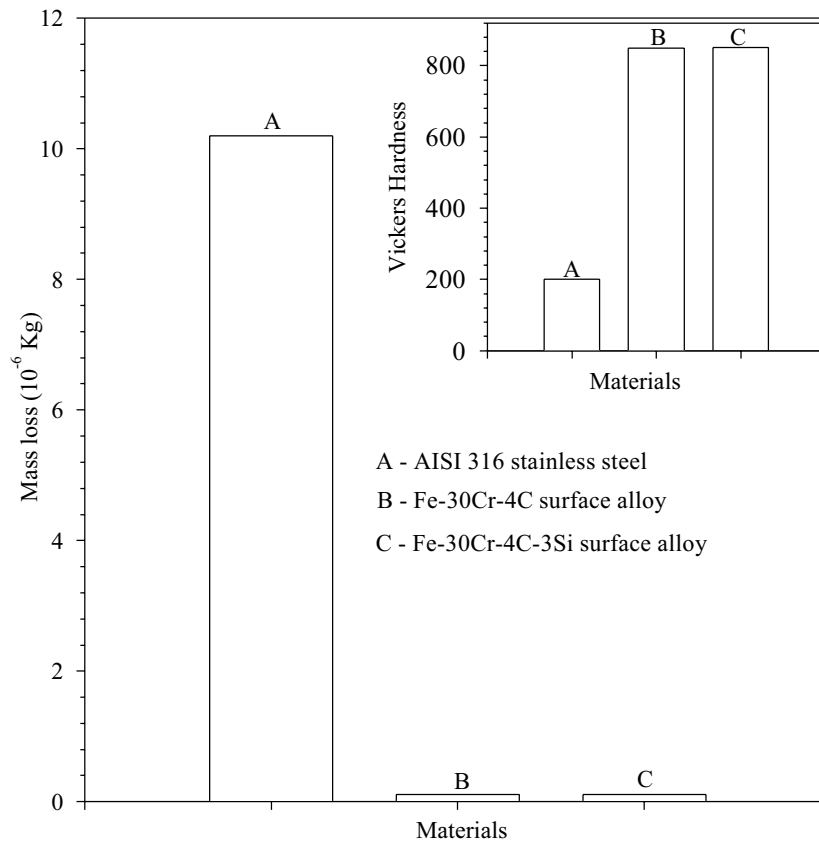 12
10
8
6
4
2
0
Mass loss (10⁻⁶ Kg)
A
B
C
Materials
800
600
400
200
0
Vickers Hardness
A
B
C
Materials
A - AISI 316 stainless steel
B - Fe-30Cr-4C surface alloy
C - Fe-30Cr-4C-3Si surface alloy